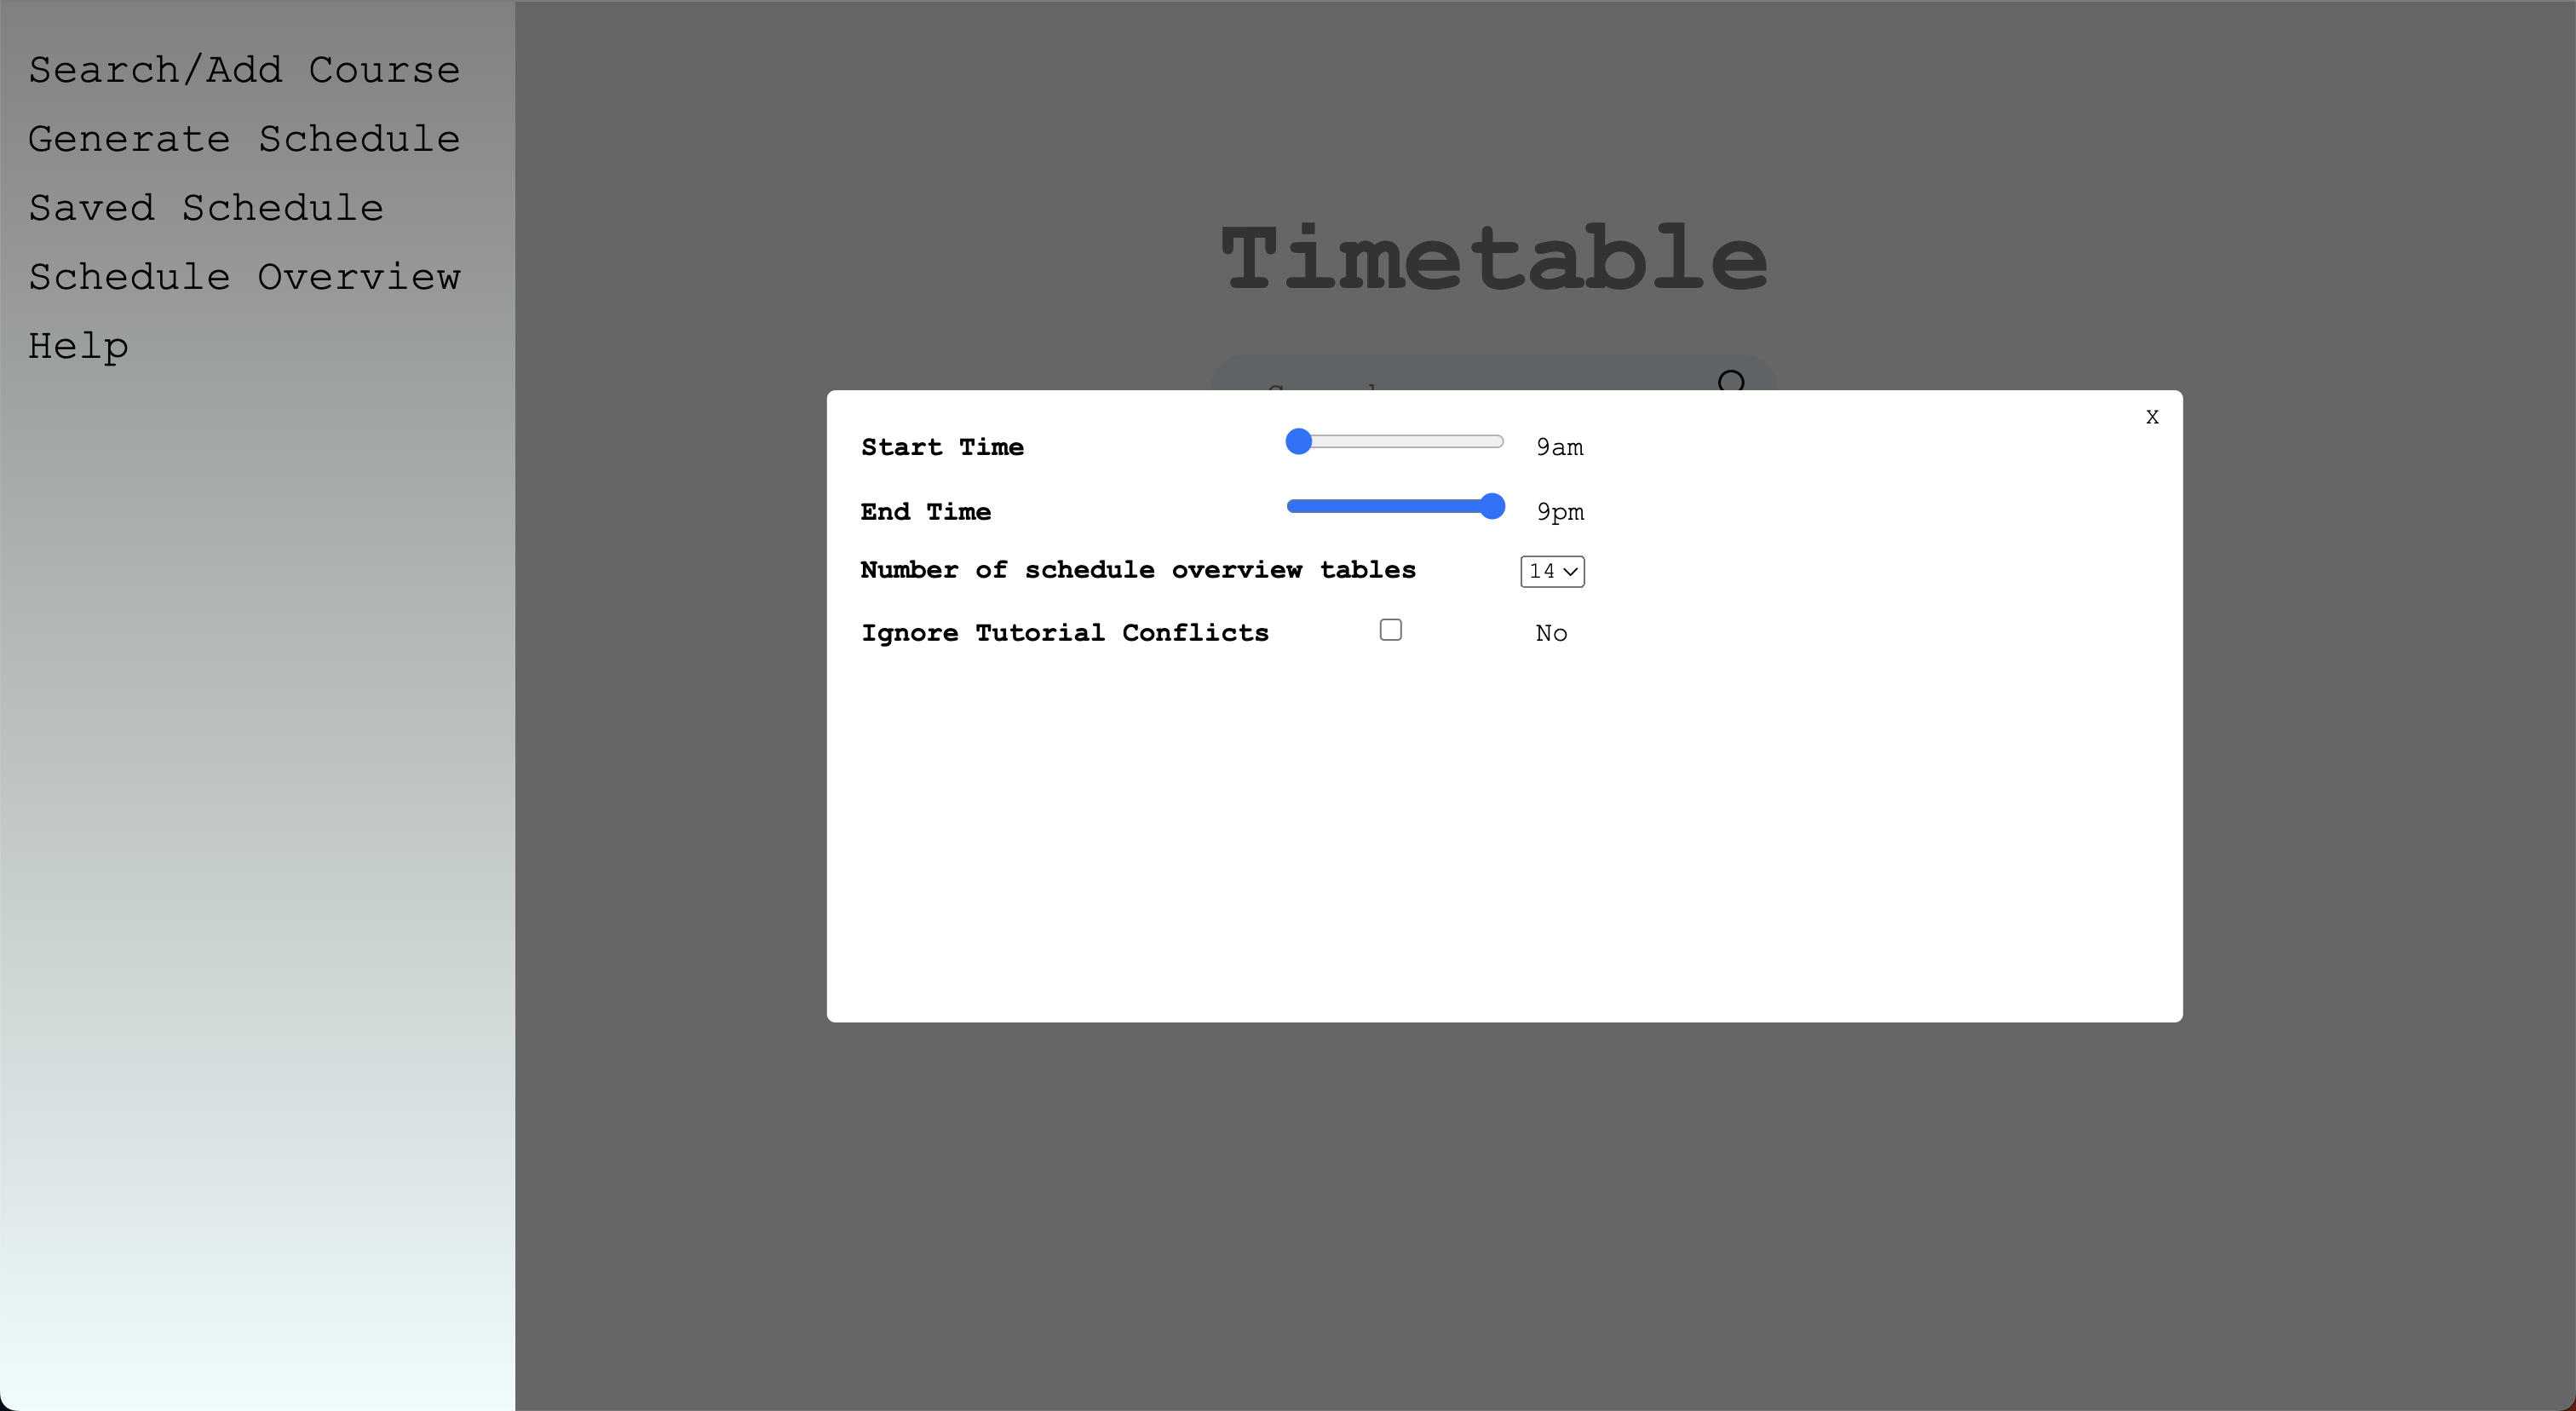 Search/Add Course
Generate Schedule
Saved Schedule
Schedule Overview
Help
Timetable
X
Start Time 9am
End Time 9pm
Number of schedule overview tables 14
Ignore Tutorial Conflicts No